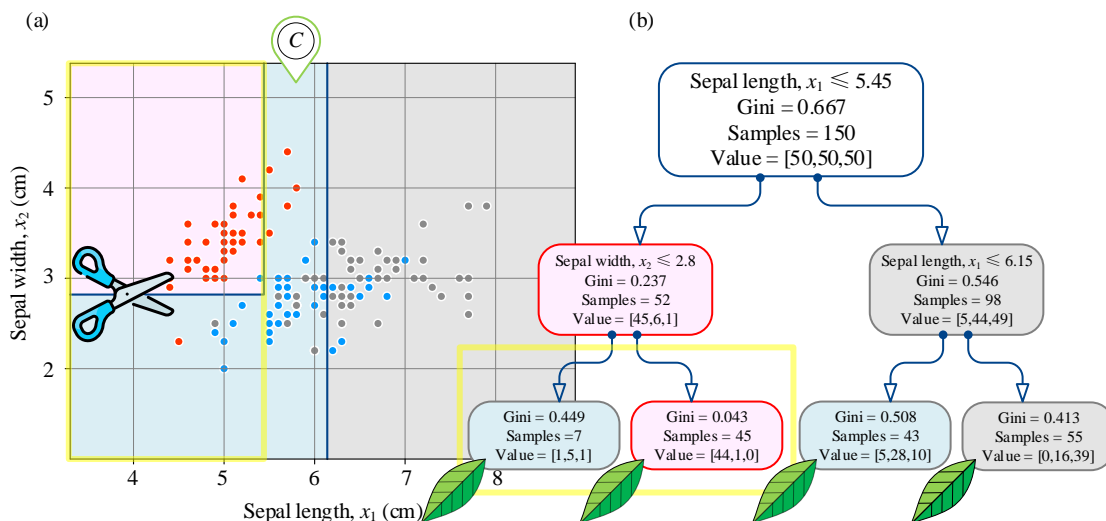 (a)
C
5
4
3
2
4
5
6
7
8
Sepal width, x2 (cm)
Sepal length, x1 (cm)
(b)
Sepal length, x1 ⩽ 5.45
Gini = 0.667
Samples = 150
Value = [50,50,50]
Sepal width, x2 ⩽ 2.8
Gini = 0.237
Samples = 52
Value = [45,6,1]
Sepal length, x1 ⩽ 6.15
Gini = 0.546
Samples = 98
Value = [5,44,49]
Gini = 0.449
Samples =7
Value = [1,5,1]
Gini = 0.043
Samples = 45
Value = [44,1,0]
Gini = 0.508
Samples = 43
Value = [5,28,10]
Gini = 0.413
Samples = 55
Value = [0,16,39]